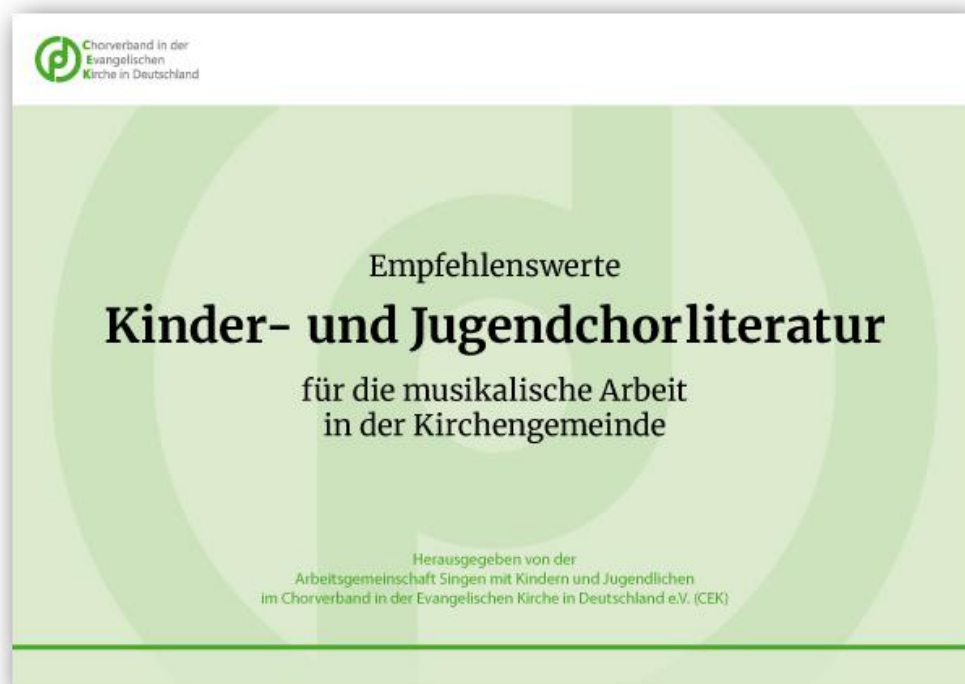 Chorverband in der
Evangelischen
Kirche in Deutschland
Empfehlenswerte
Kinder- und Jugendchorliteratur
für die musikalische Arbeit
in der Kirchengemeinde
Herausgegeben von der
Arbeitsgemeinschaft Singen mit Kindern und Jugendlichen
im Chorverband in der Evangelischen Kirche in Deutschland e.V. (CEK)